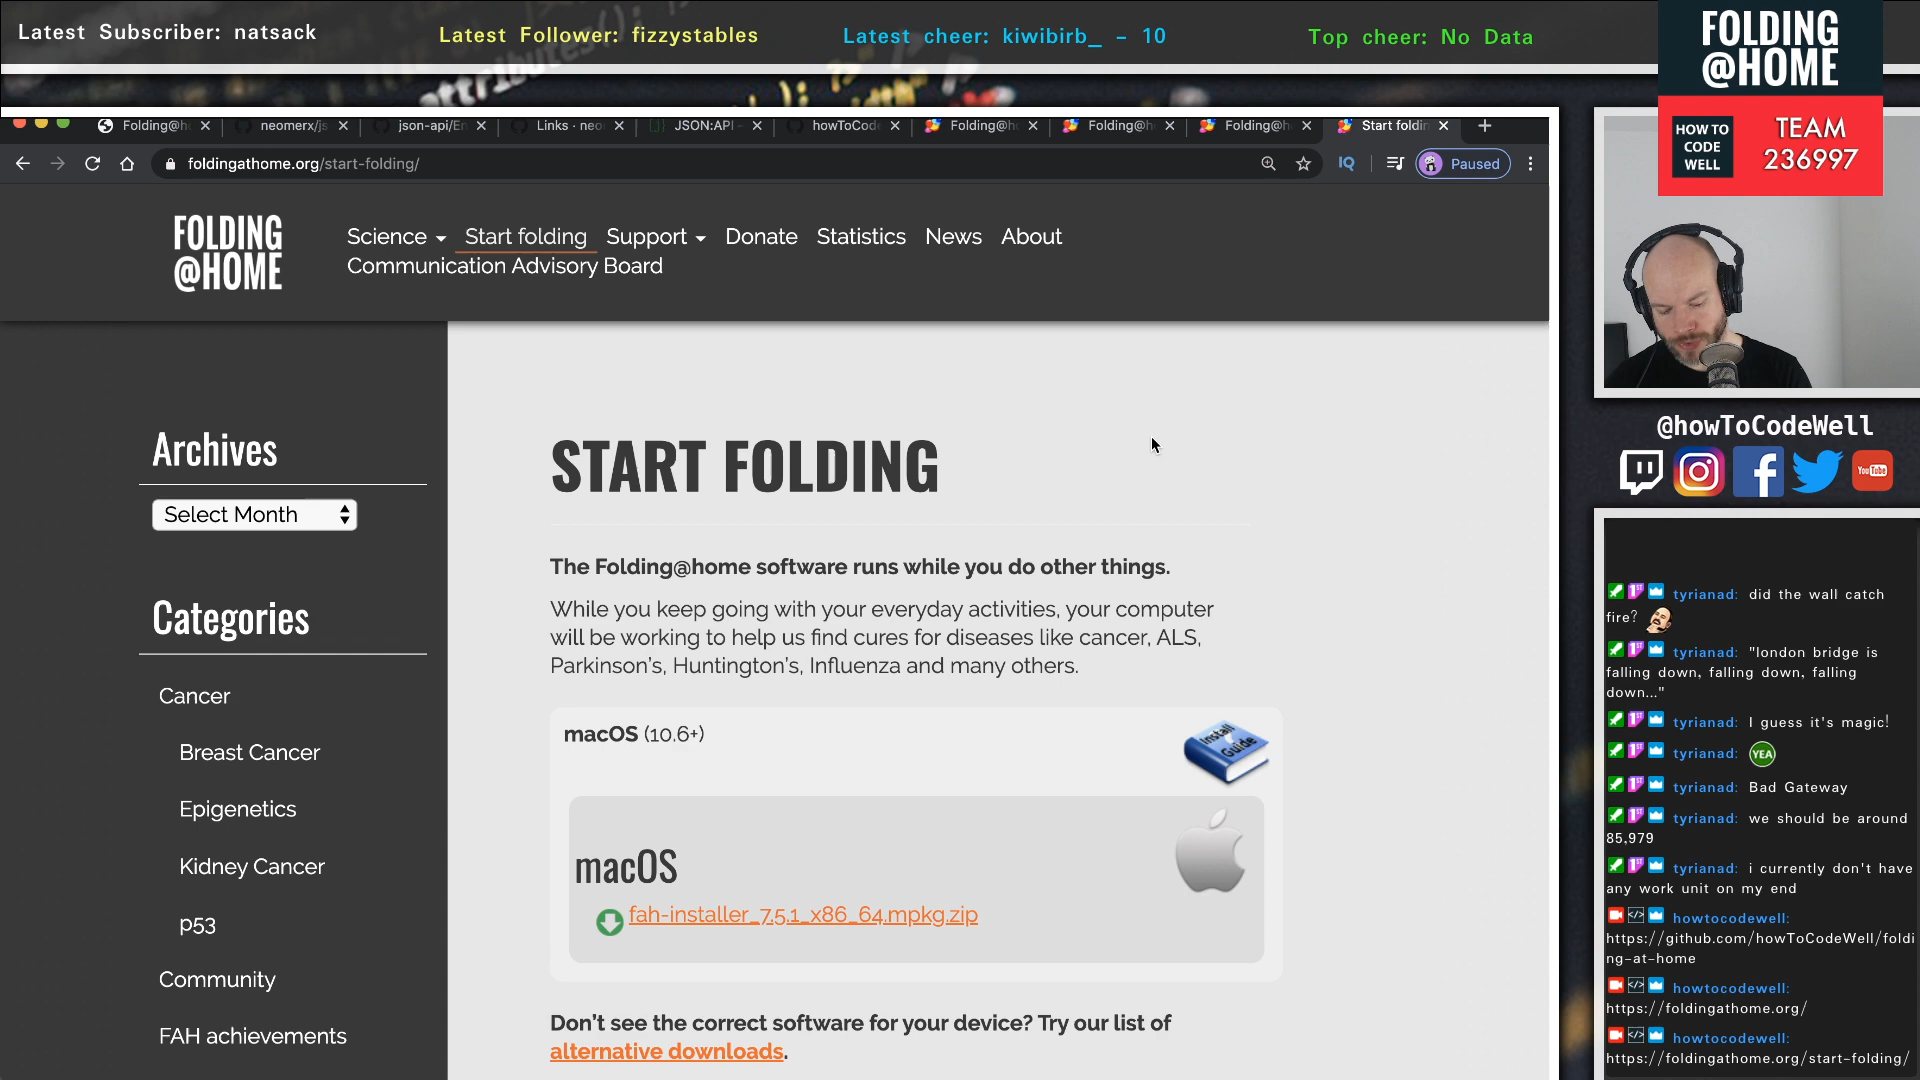 Latest Subscriber: natsack
Latest Follower: fizzystables
Latest cheer: kiwibirb_ - 10
Top cheer: No Data
FOLDING
@HOME
HOW TO
CODE
WELL
TEAM
236997
attributes();
Folding@h
neomerx/js
json-api/En
Links · neo
JSON:API
howToCode
Folding@h
Folding@h
Folding@h
Start foldin
foldingathome.org/start-folding/
IQ
Paused
FOLDING
@HOME
Science
Start folding
Support
Donate
Statistics
News
About
Communication Advisory Board
Archives
Select Month
Categories
Cancer
Breast Cancer
Epigenetics
Kidney Cancer
p53
Community
FAH achievements
START FOLDING
The Folding@home software runs while you do other things.
While you keep going with your everyday activities, your computer
will be working to help us find cures for diseases like cancer, ALS,
Parkinson's, Huntington's, Influenza and many others.
macOS (10.6+)
Install
Guide
macOS
fah-installer_7.5.1_x86_64.mpkg.zip
Don't see the correct software for your device? Try our list of
alternative downloads.
@howToCodeWell
You Tube
tyrianad: did the wall catch
fire?
tyrianad: "london bridge is
falling down, falling down, falling
down..."
tyrianad: I guess it's magic!
tyrianad: YEA
tyrianad: Bad Gateway
tyrianad: we should be around
85,979
tyrianad: i currently don't have
any work unit on my end
howtocodewell:
https://github.com/howToCodeWell/foldi
ng-at-home
howtocodewell:
https://foldingathome.org/
howtocodewell:
https://foldingathome.org/start-folding/